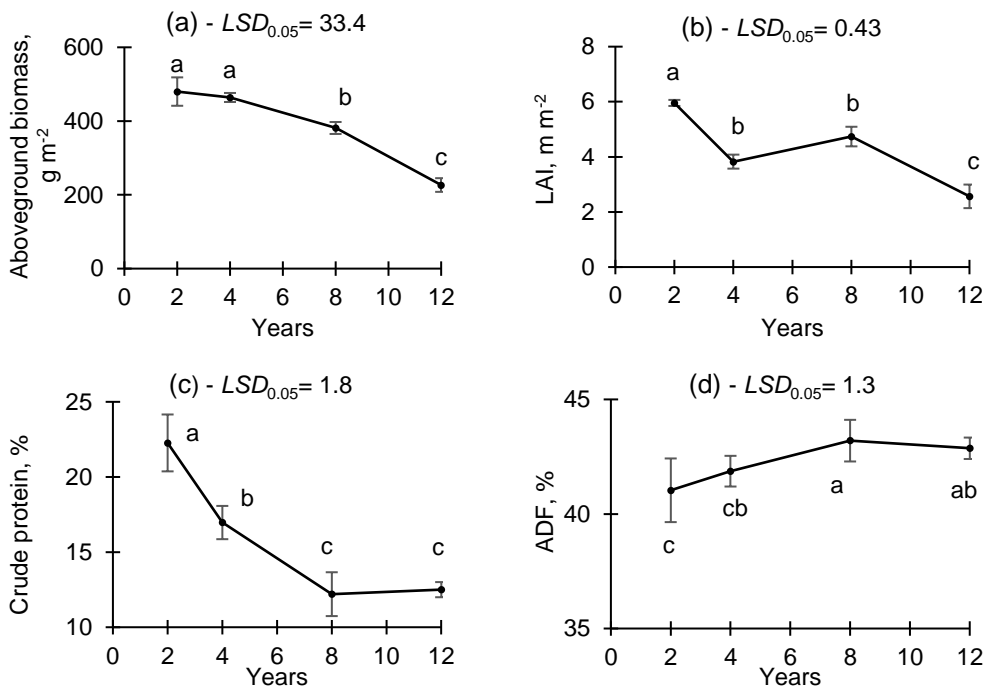 (a) - LSD0.05= 33.4
Aboveground biomass,
g m-2
600
400
200
0
a
a
b
c
0 2 4 6 8 10 12
Years
(b) - LSD0.05= 0.43
LAI, m m-2
8
6
4
2
0
a
b
b
c
0 2 4 6 8 10 12
Years
(c) - LSD0.05= 1.8
Crude protein, %
25
20
15
10
a
b
c
c
0 2 4 6 8 10 12
Years
(d) - LSD0.05= 1.3
ADF, %
45
40
35
c
cb
a
ab
0 2 4 6 8 10 12
Years